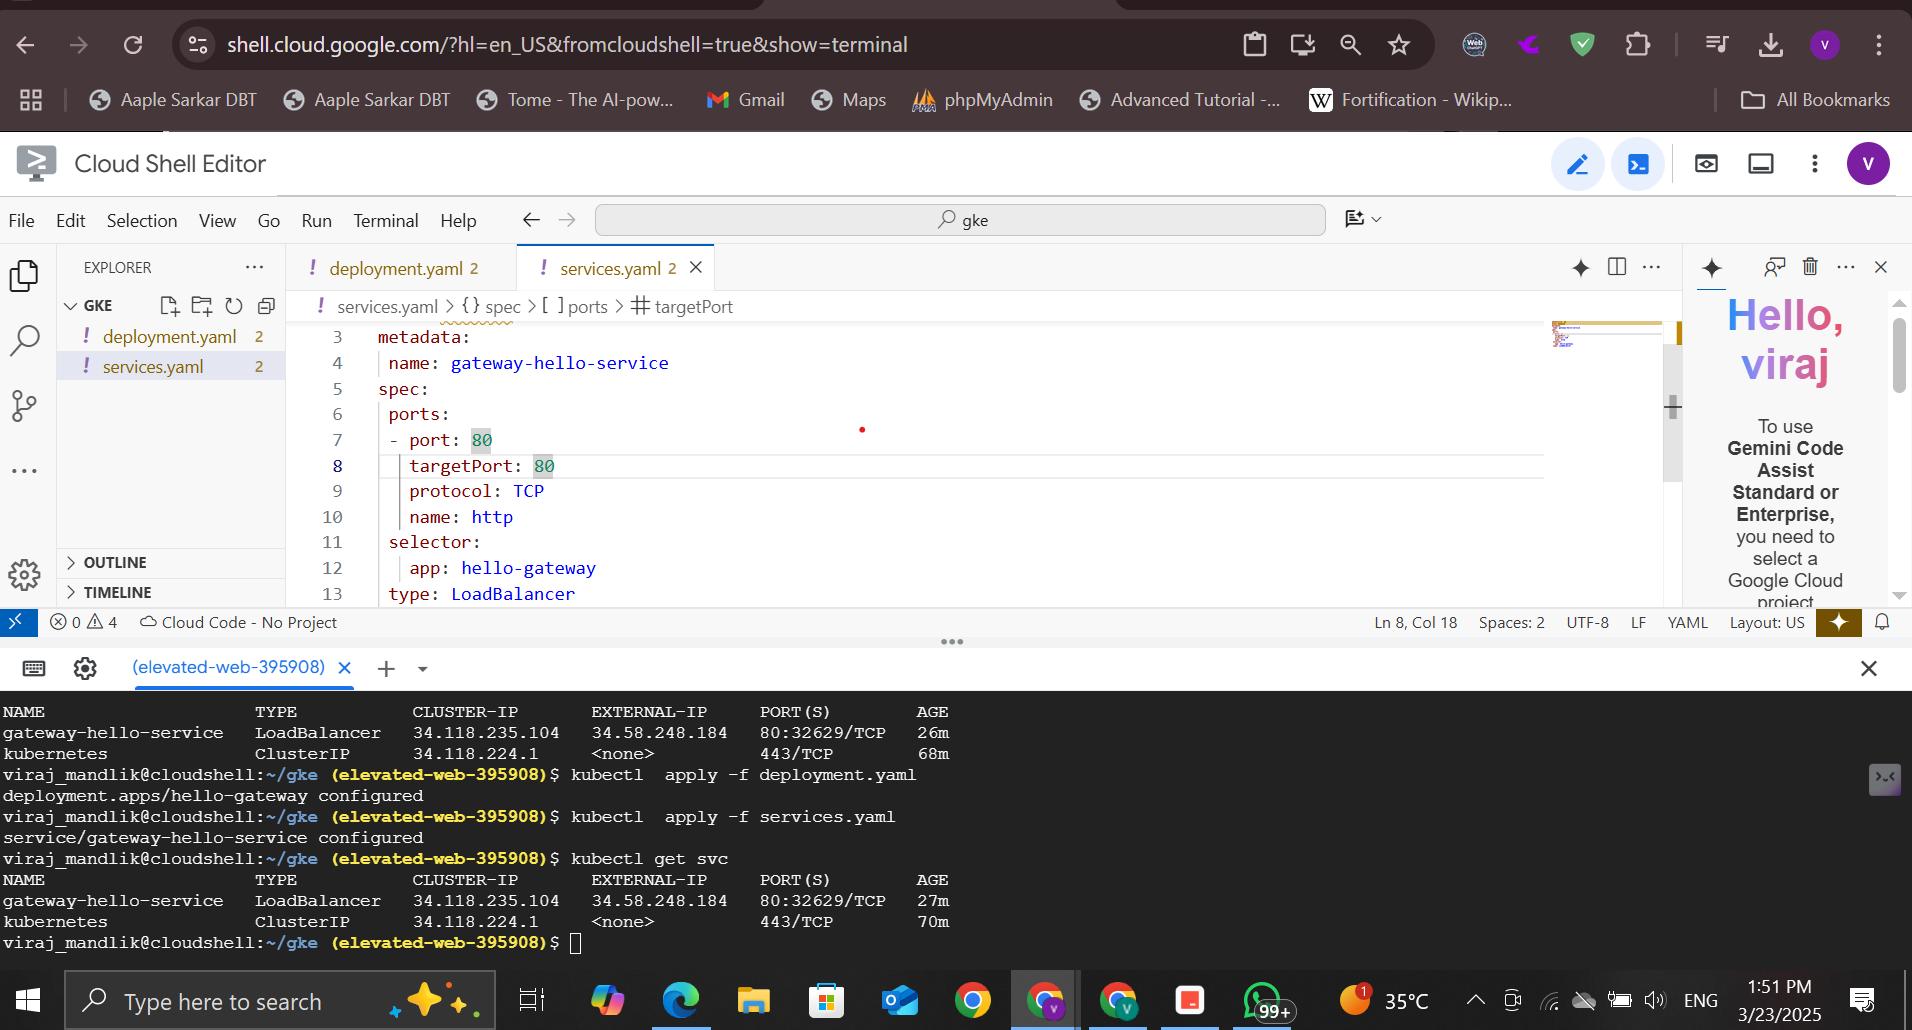 shell.cloud.google.com/?hl=en_US&fromcloudshell=true&show=terminal
V
Aaple Sarkar DBT
Aaple Sarkar DBT
Tome - The AI-pow...
Gmail
Maps
phpMyAdmin
Advanced Tutorial -...
W
Fortification - Wikip...
All Bookmarks
Cloud Shell Editor
V
File Edit Selection View Go Run Terminal Help
gke
EXPLORER
GKE
deployment.yaml 2
services.yaml 2
OUTLINE
TIMELINE
! deployment.yaml 2
! services.yaml 2
! services.yaml > {} spec > [ ] ports > targetPort
3 metadata:
4 name: gateway-hello-service
5 spec:
6 ports:
7 - port: 80
8 targetPort: 80
9 protocol: TCP
10 name: http
11 selector:
12 app: hello-gateway
13 type: LoadBalancer
Hello,
viraj
To use
Gemini Code
Assist
Standard or
Enterprise,
you need to
select a
Google Cloud
project
0 4 Cloud Code - No Project
Ln 8, Col 18 Spaces: 2 UTF-8 LF YAML Layout: US
(elevated-web-395908)
NAME TYPE CLUSTER-IP EXTERNAL-IP PORT(S) AGE
gateway-hello-service LoadBalancer 34.118.235.104 34.58.248.184 80:32629/TCP 26m
kubernetes ClusterIP 34.118.224.1 <none> 443/TCP 68m
viraj_mandlik@cloudshell:~/gke (elevated-web-395908)$ kubectl  apply -f deployment.yaml
deployment.apps/hello-gateway configured
viraj_mandlik@cloudshell:~/gke (elevated-web-395908)$ kubectl  apply -f services.yaml
service/gateway-hello-service configured
viraj_mandlik@cloudshell:~/gke (elevated-web-395908)$ kubectl get svc
NAME TYPE CLUSTER-IP EXTERNAL-IP PORT(S) AGE
gateway-hello-service LoadBalancer 34.118.235.104 34.58.248.184 80:32629/TCP 27m
kubernetes ClusterIP 34.118.224.1 <none> 443/TCP 70m
viraj_mandlik@cloudshell:~/gke (elevated-web-395908)$
Type here to search
99+
1
35°C
ENG
1:51 PM
3/23/2025